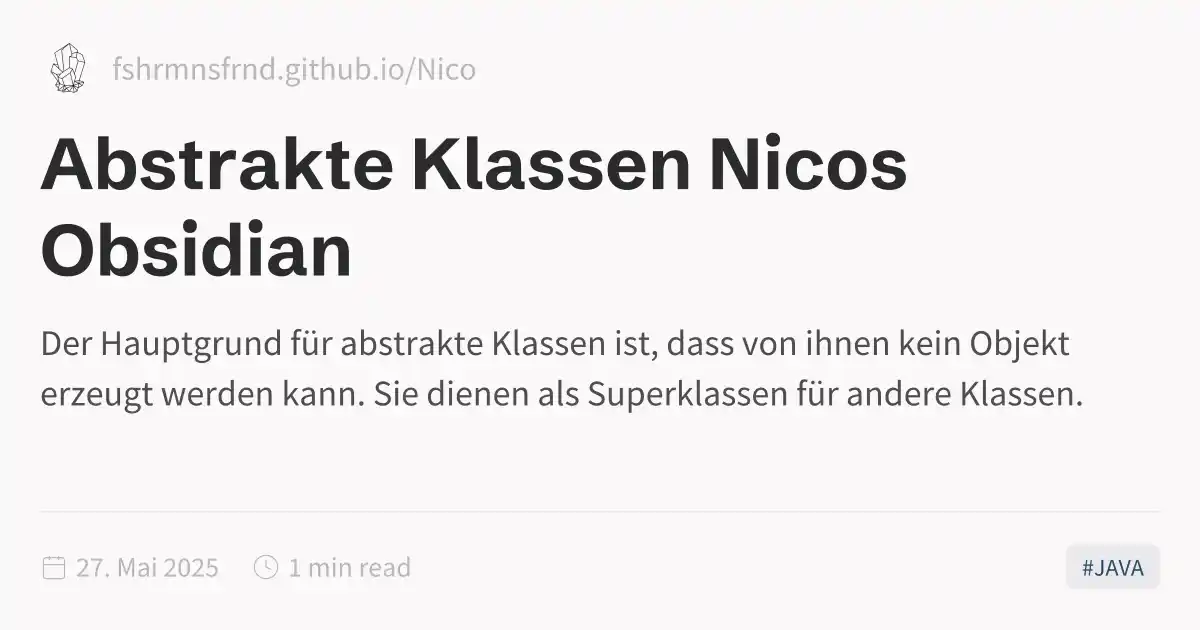 fshrmnsfrnd.github.io/Nico
Abstrakte Klassen Nicos
Obsidian
Der Hauptgrund für abstrakte Klassen ist, dass von ihnen kein Objekt
erzeugt werden kann. Sie dienen als Superklassen für andere Klassen.
27. Mai 2025 1 min read #JAVA